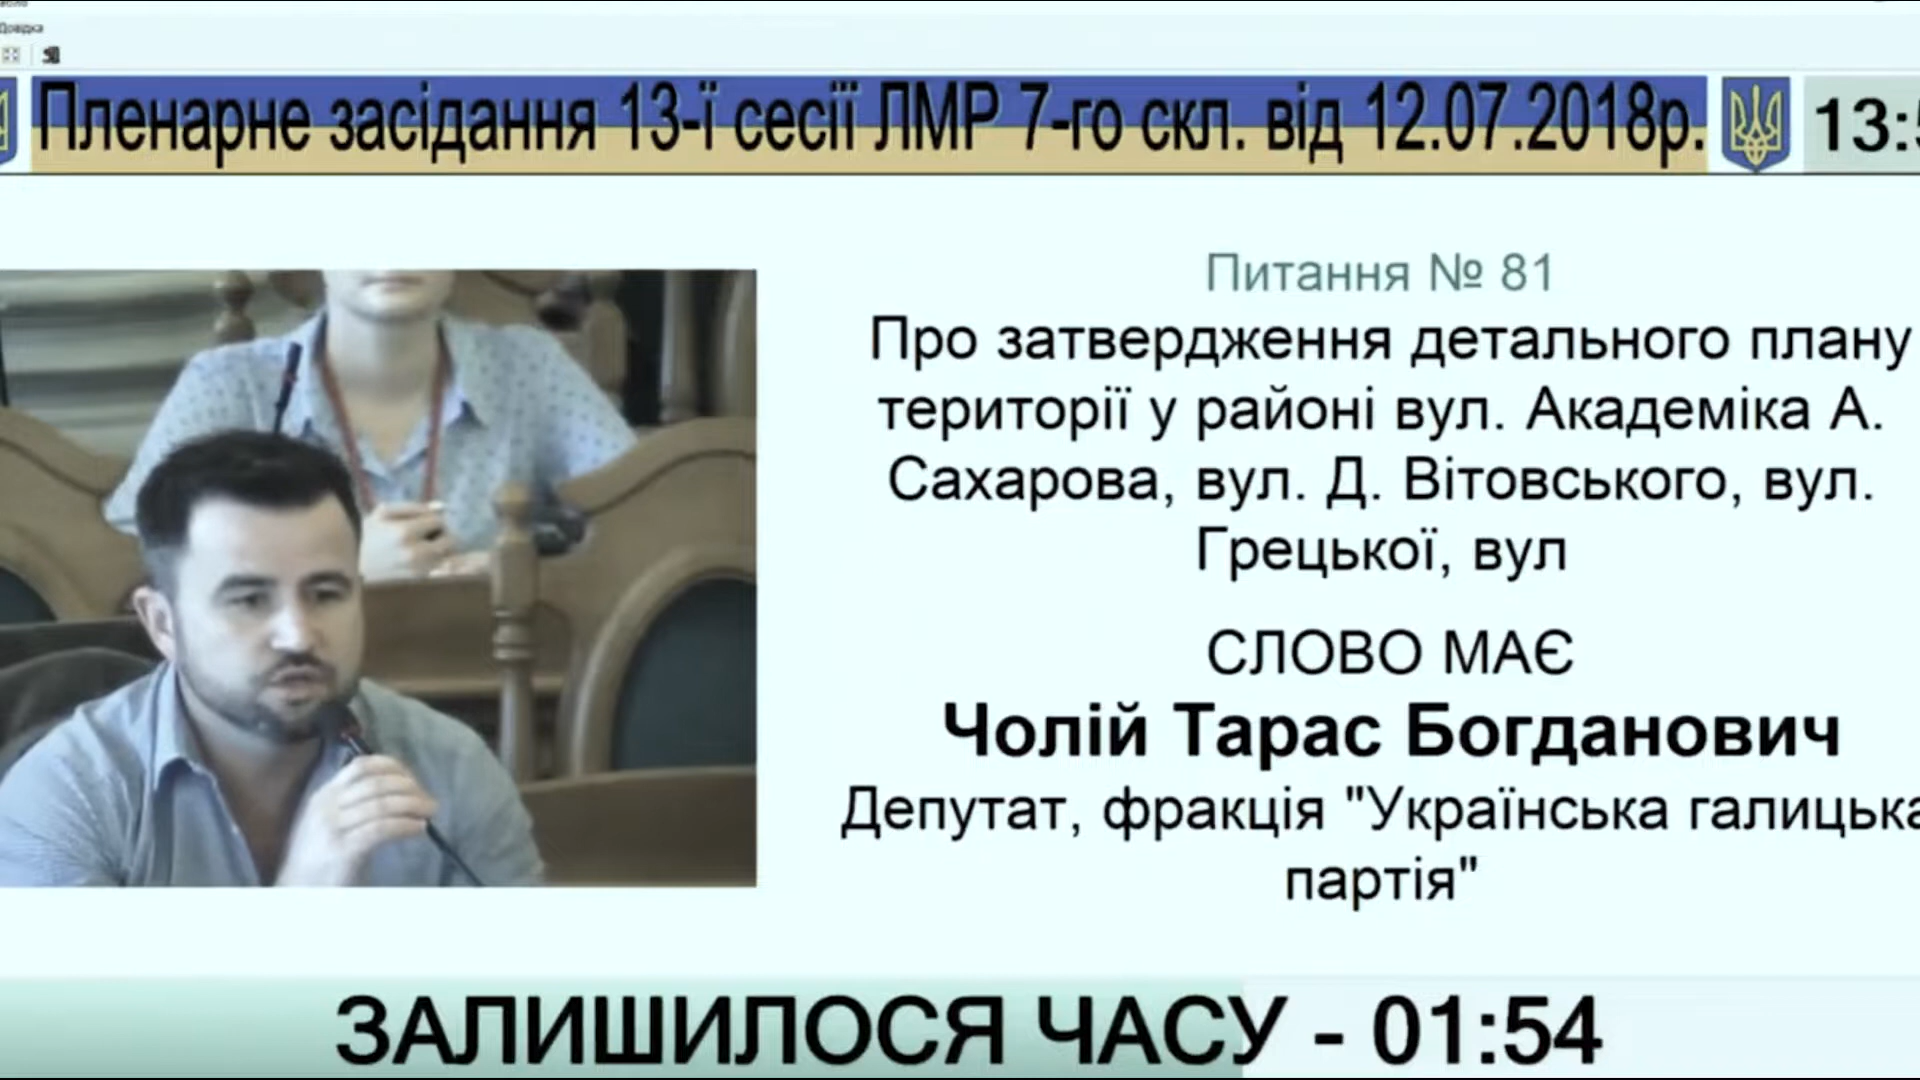 Довідка
Пленарне засідання 13-ї сесії ЛМР 7-го скл. від 12.07.2018р.
13:5
Питання № 81
Про затвердження детального плану
території у районі вул. Академіка А.
Сахарова, вул. Д. Вітовського, вул.
Грецької, вул
СЛОВО МАЄ
Чолій Тарас Богданович
Депутат, фракція "Українська галицька
партія"
ЗАЛИШИЛОСЯ ЧАСУ - 01:54